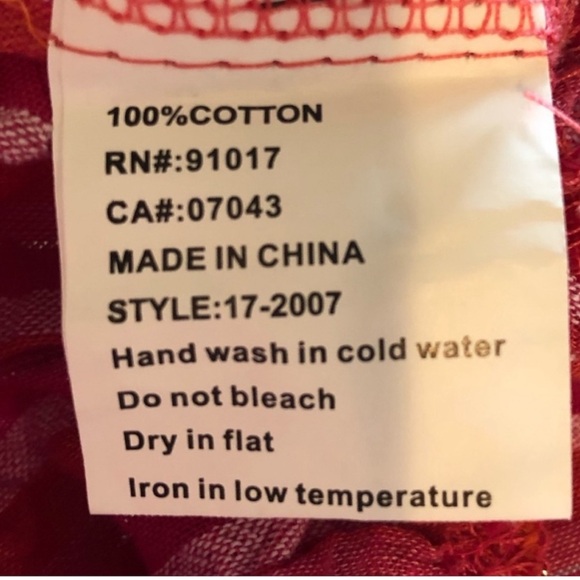 100%COTTON
RN#:91017
CA#:07043
MADE IN CHINA
STYLE:17-2007
Hand wash in cold water
Do not bleach
Dry in flat
Iron in low temperature